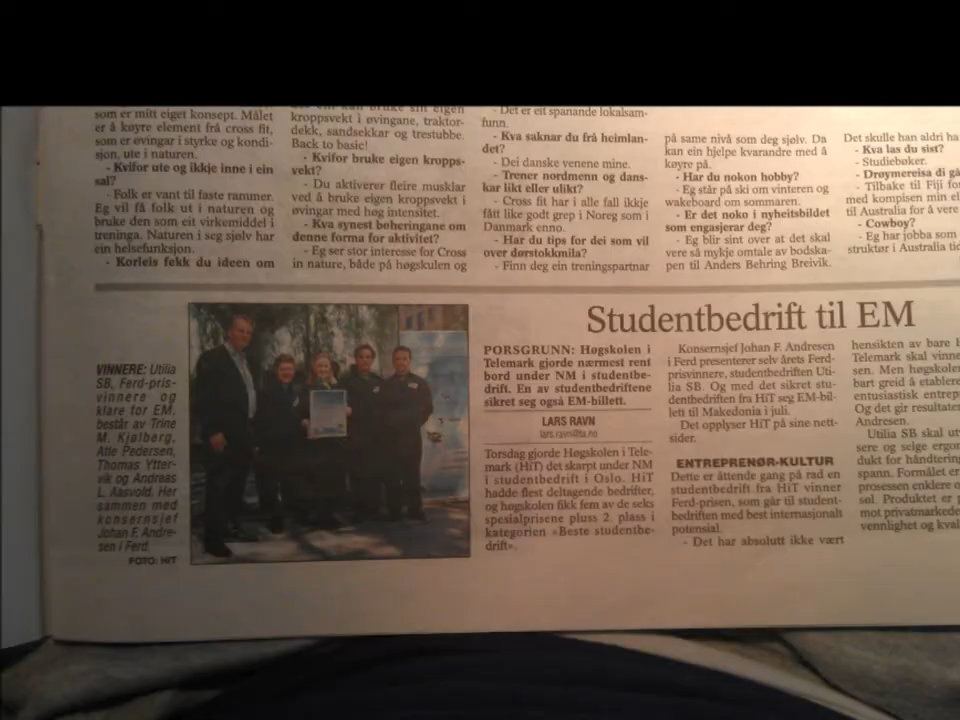 som er mitt eiget konsept. Målet
er å køyre element frå cross fit,
som er øvingar i styrke og kondi-
sjon, ute i naturen.
- Kvifor ute og ikkje inne i ein
sal?
- Folk er vant til faste rammer.
Eg vil få folk ut i naturen og
bruke den som eit virkemiddel i
treninga. Naturen i seg sjølv har
ein helsefunksjon.
- Korleis fekk du ideen om
kan bruke sin eigen
kroppsvekt i øvingane, traktor-
dekk, sandsekkar og trestubbe.
Back to basic!
- Kvifor bruke eigen kropps-
vekt?
- Du aktiverer fleire musklar
ved å bruke eigen kroppsvekt i
øvingar med høg intensitet.
- Kva synest bøheringane om
denne forma for aktivitet?
- Eg ser stor interesse for Cross
in nature, både på høgskulen og
- Det er eit spanande lokalsam-
funn.
- Kva saknar du frå heimlan-
det?
- Dei danske venene mine.
- Trener nordmenn og dans-
kar likt eller ulikt?
- Cross fit har i alle fall ikkje
fått like godt grep i Noreg som i
Danmark enno.
- Har du tips for dei som vil
over dørstokkmila?
- Finn deg ein treningspartnar
på same nivå som deg sjølv. Da
kan ein hjelpe kvarandre med å
køyre på.
- Har du nokon hobby?
- Eg står på ski om vinteren og
wakeboard om sommaren.
- Er det noko i nyheitsbildet
som engasjerar deg?
- Eg blir sint over at det skal
vere så mykje omtale av bodska-
pen til Anders Behring Breivik.
Det skulle han aldri ha
- Kva las du sist?
- Studiebøker.
- Drøymereisa di gå
- Tilbake til Fiji fo
med kompisen min el
til Australia for å vere
- Cowboy?
- Eg har jobba som
struktør i Australia tid
VINNERE: Utilia
SB, Ferd-pris-
vinnere og
klare for EM,
består av Trine
M. Kjølberg,
Atle Pedersen,
Thomas Ytter-
vik og Andreas
L. Aasvold. Her
sammen med
konsernsjef
Johan F. Andre-
sen i Ferd.
FOTO: HIT
Studentbedrift til EM
PORSGRUNN: Høgskolen i
Telemark gjorde nærmest rent
bord under NM i studentbe-
drift. En av studentbedriftene
sikret seg også EM-billett.
LARS RAVN
lars.ravn@ta.no
Torsdag gjorde Høgskolen i Tele-
mark (HiT) det skarpt under NM
i studentbedrift i Oslo. HiT
hadde flest deltagende bedrifter,
og høgskolen fikk fem av de seks
spesialprisene pluss 2. plass i
kategorien «Beste studentbe-
drift».
Konsernsjef Johan F. Andresen
i Ferd presenterer selv årets Ferd-
prisvinnere, studentbedriften Uti-
lia SB. Og med det sikret stu-
dentbedriften fra HiT seg EM-bil-
lett til Makedonia i juli.
Det opplyser HiT på sine nett-
sider.
ENTREPRENØR-KULTUR
Dette er åttende gang på rad en
studentbedrift fra HiT vinner
Ferd-prisen, som går til student-
bedriften med best internasjonalt
potensial.
- Det har absolutt ikke vært
hensikten av bare
Telemark skal vinne
sen. Men høgskolen
bart greid å etablere
entusiastisk entrep
Og det gir resultater
Andresen.
Utilia SB skal ut
sere og selge ergon
dukt for håndtering
spann. Formålet er
prosessen enklere o
søl. Produktet er p
mot privatmarkede
vennlighet og kval